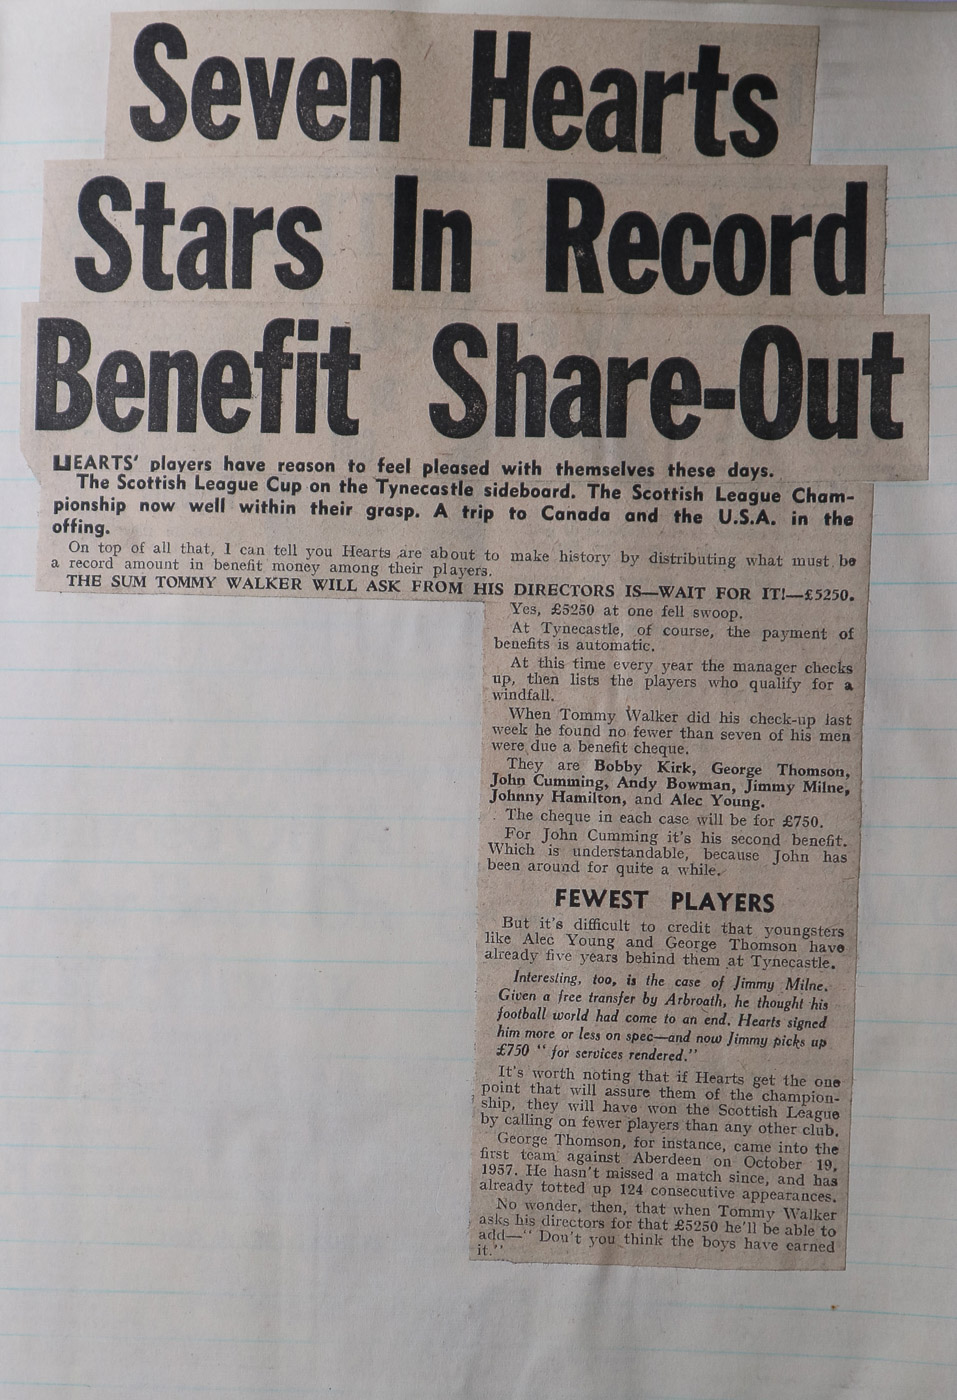 Seven Hearts
Stars In Record
Benefit Share-Out
HEARTS' players have reason to feel pleased with themselves these days.
The Scottish League Cup on the Tynecastle sideboard. The Scottish League Cham-
pionship now well within their grasp. A trip to Canada and the U.S.A. in the
offing.
On top of all that, I can tell you Hearts are about to make history by distributing what must be
a record amount in benefit money among their players.
THE SUM TOMMY WALKER WILL ASK FROM HIS DIRECTORS IS—WAIT FOR IT!—£5250.
Yes, £5250 at one fell swoop.
At Tynecastle, of course, the payment of
benefits is automatic.
At this time every year the manager checks
up, then lists the players who qualify for a
windfall.
When Tommy Walker did his check-up last
week he found no fewer than seven of his men
were due a benefit cheque.
They are Bobby Kirk, George Thomson,
John Cumming, Andy Bowman, Jimmy Milne,
Johnny Hamilton, and Alec Young.
The cheque in each case will be for £750.
For John Cumming it's his second benefit.
Which is understandable, because John has
been around for quite a while.
FEWEST PLAYERS
But it's difficult to credit that youngsters
like Alec Young and George Thomson have
already five years behind them at Tynecastle.
Interesting, too, is the case of Jimmy Milne.
Given a free transfer by Arbroath, he thought his
football world had come to an end. Hearts signed
him more or less on spec—and now Jimmy picks up
£750 "for services rendered."
It's worth noting that if Hearts get the one
point that will assure them of the champion-
ship, they will have won the Scottish League
by calling on fewer players than any other club.
George Thomson, for instance, came into the
first team against Aberdeen on October 19,
1957. He hasn't missed a match since, and has
already totted up 124 consecutive appearances.
No wonder, then, that when Tommy Walker
asks his directors for that £5250 he'll be able to
add—"Don't you think the boys have earned
it."